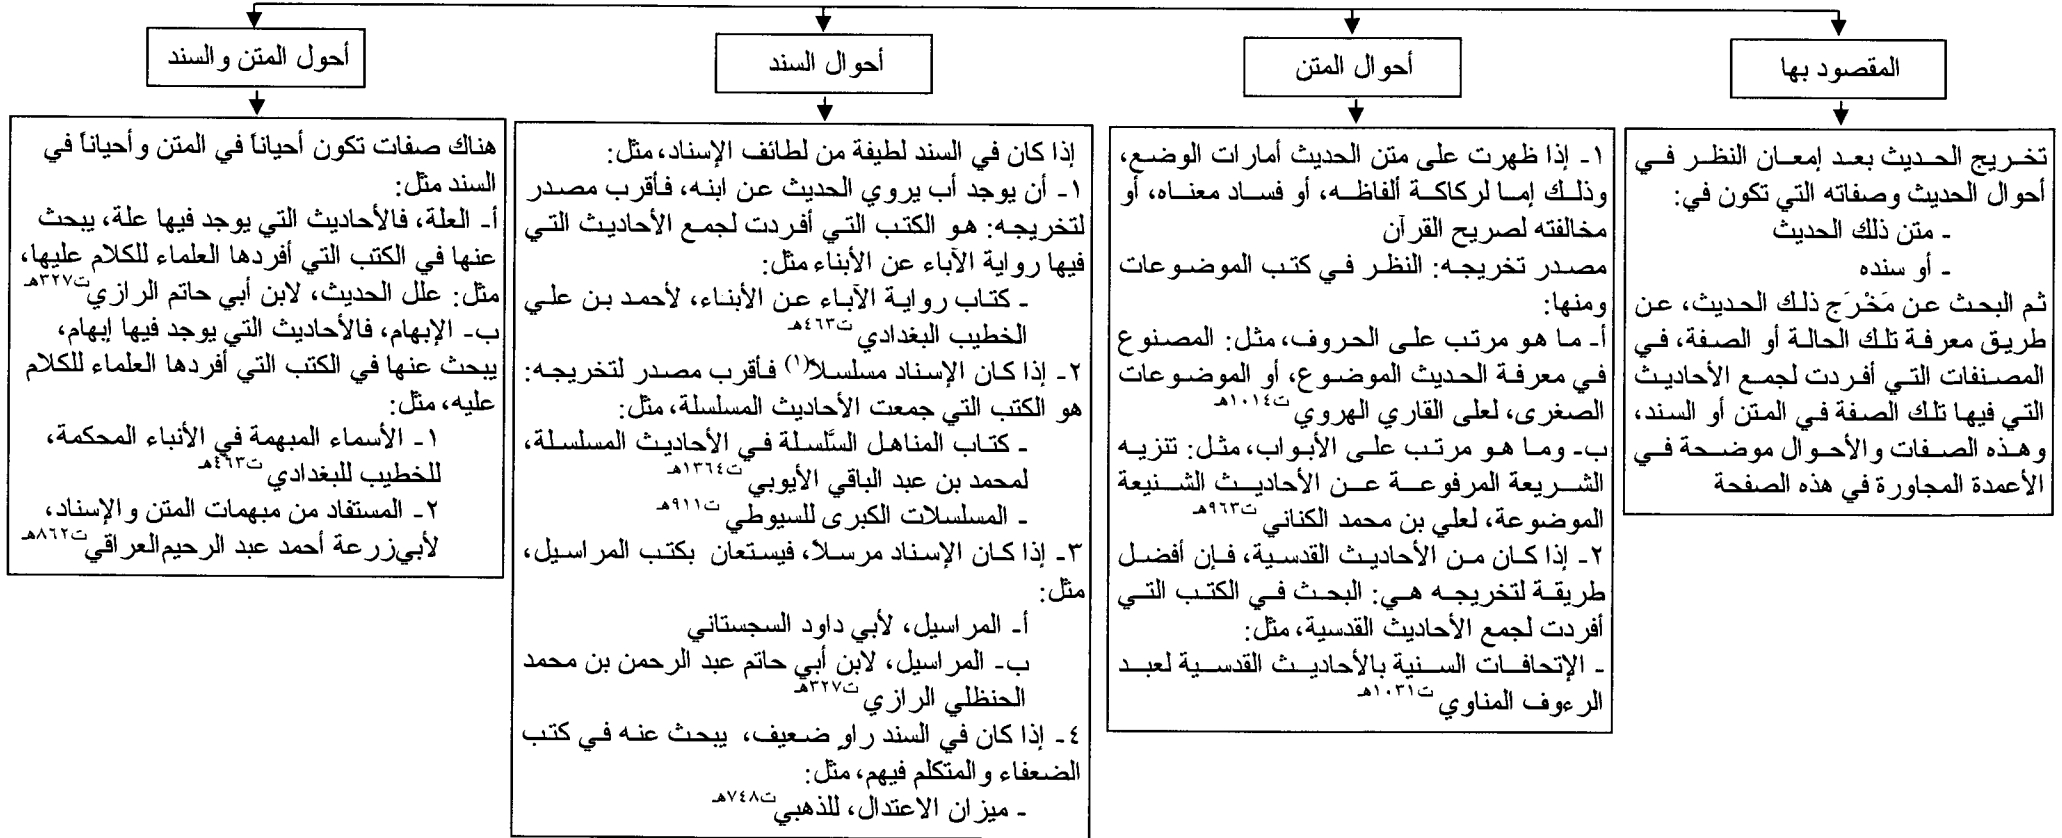 المقصود بها
تخريج الحديث بعد إمعان النظر في
أحوال الحديث وصفاته التي تكون في:
- متن ذلك الحديث
- أو سنده
ثم البحث عن مَخْرَج ذلك الحديث، عن
طريق معرفة تلك الحالة أو الصفة، في
المصنفات التي أفردت لجمع الأحاديث
التي فيها تلك الصفة في المتن أو السند،
وهذه الصفات والأحوال موضحة في
الأعمدة المجاورة في هذه الصفحة
أحوال المتن
١- إذا ظهرت على متن الحديث أمارات الوضع،
وذلك إما لركاكة ألفاظه، أو فساد معناه، أو
مخالفته لصريح القرآن
مصدر تخريجه: النظر في كتب الموضوعات
ومنها:
أ- ما هو مرتب على الحروف، مثل: المصنوع
في معرفة الحديث الموضوع، أو الموضوعات
الصغرى، لعلى القاري الهروي ت١٠١٤هـ
ب- وما هو مرتب على الأبواب، مثل: تنزيه
الشريعة المرفوعة عن الأحاديث الشنيعة
الموضوعة، لعلي بن محمد الكناني ت٩٦٣هـ
٢- إذا كان من الأحاديث القدسية، فإن أفضل
طريقة لتخريجه هي: البحث في الكتب التي
أفردت لجمع الأحاديث القدسية، مثل:
- الإتحافات السنية بالأحاديث القدسية لعبد
الرءوف المناوي ت١٠٣١هـ
أحوال السند
إذا كان في السند لطيفة من لطائف الإسناد، مثل:
١- أن يوجد أب يروي الحديث عن ابنه، فأقرب مصدر
لتخريجه: هو الكتب التي أفردت لجمع الأحاديث التي
فيها رواية الآباء عن الأبناء مثل:
- كتاب رواية الآباء عن الأبناء، لأحمد بن علي
الخطيب البغدادي ت٤٦٣هـ
٢- إذا كان الإسناد مسلسلاً(١) فأقرب مصدر لتخريجه:
هو الكتب التي جمعت الأحاديث المسلسلة، مثل:
- كتاب المناهل السَّلسة في الأحاديث المسلسلة،
لمحمد بن عبد الباقي الأيوبي ت١٣٦٤هـ
- المسلسلات الكبرى للسيوطي ت٩١١هـ
٣- إذا كان الإسناد مرسلاً، فيستعان بكتب المراسيل،
مثل:
أ- المراسيل، لأبي داود السجستاني
ب- المراسيل، لابن أبي حاتم عبد الرحمن بن محمد
الحنظلي الرازي ت٣٢٧هـ
٤- إذا كان في السند راوٍ ضعيف، يبحث عنه في كتب
الضعفاء والمتكلم فيهم، مثل:
- ميزان الاعتدال، للذهبي ت٧٤٨هـ
أحول المتن والسند
هناك صفات تكون أحياناً في المتن وأحياناً في
السند مثل:
أ- العلة، فالأحاديث التي يوجد فيها علة، يبحث
عنها في الكتب التي أفردها العلماء للكلام عليها،
مثل: علل الحديث، لابن أبي حاتم الرازي ت٣٢٧هـ
ب- الإبهام، فالأحاديث التي يوجد فيها إبهام،
يبحث عنها في الكتب التي أفردها العلماء للكلام
عليه، مثل:
١- الأسماء المبهمة في الأنباء المحكمة،
للخطيب للبغدادي ت٤٦٣هـ
٢- المستفاد من مبهمات المتن والإسناد،
لأبي زرعة أحمد عبد الرحيم العراقي ت٨٦٢هـ